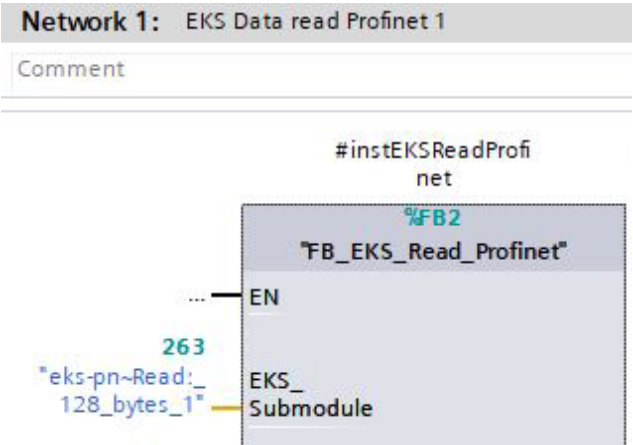 Network 1: EKS Data read Profinet 1
Comment
#instEKSReadProfi
net
%FB2
"FB_EKS_Read_Profinet"
... EN
263
"eks-pn~Read:_
128_bytes_1"
EKS_
Submodule